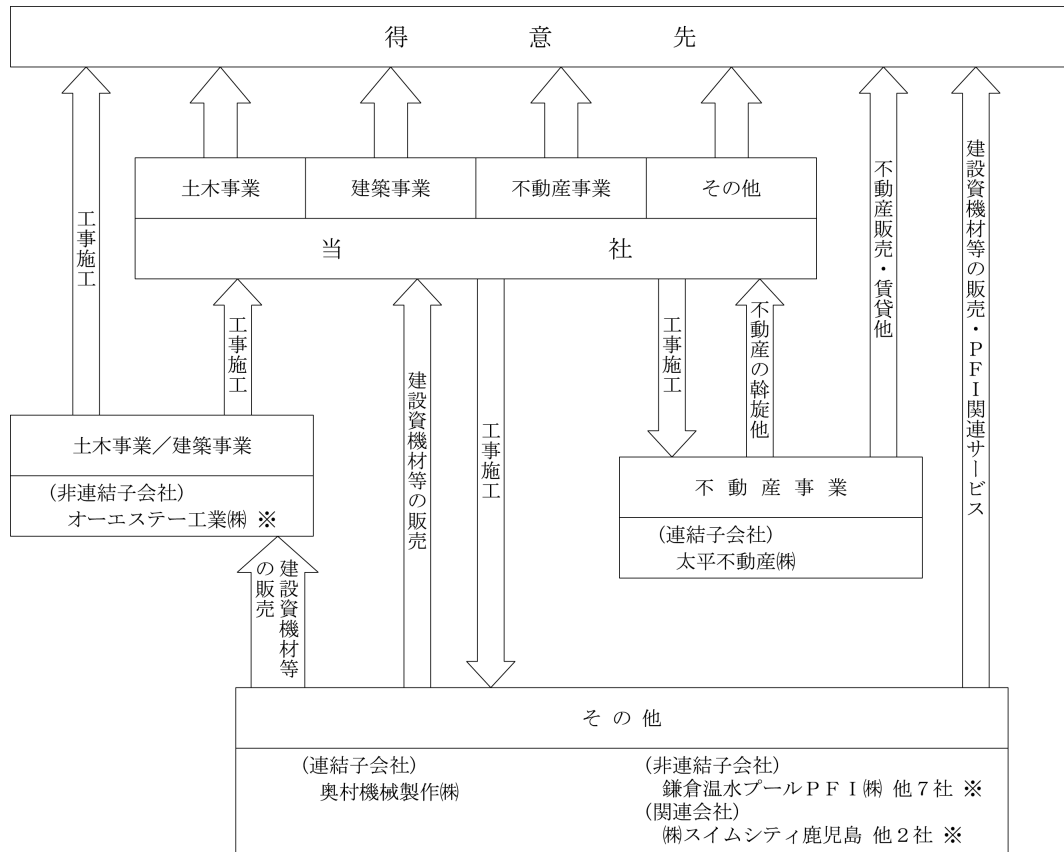 得意先
土木事業
建築事業
不動産事業
その他
当社
工事施工
工事施工
建設資機材等の販売
工事施工
工事施工
不動産の斡旋他
不動産販売・賃貸他
建設資機材等の販売・ＰＦＩ関連サービス
土木事業／建築事業
(非連結子会社)
オーエステー工業㈱ ※
不動産事業
(連結子会社)
太平不動産㈱
建設資機材等
の販売
その他
(連結子会社)
奥村機械製作㈱
(非連結子会社)
鎌倉温水プールＰＦＩ㈱ 他７社 ※
(関連会社)
㈱スイムシティ鹿児島 他２社 ※